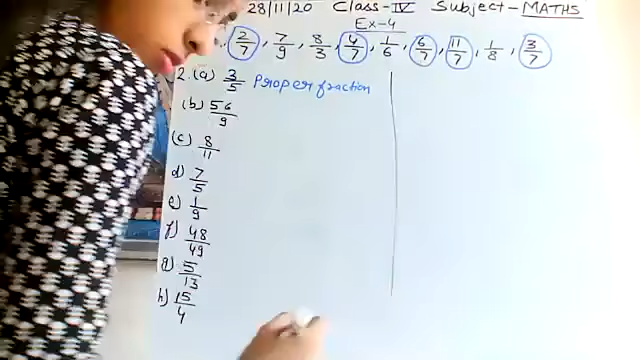 28/11/20 Class-IV Subject-MATHS
Ex-4
2/7, 7/9, 8/3, 4/7, 1/6, 6/7, 11/7, 1/8, 3/7
2.(a) 3/5 Proper fraction
(b) 56/9
(c) 8/11
d) 7/5
e) 1/9
f) 48/49
g) 5/13
h) 15/4